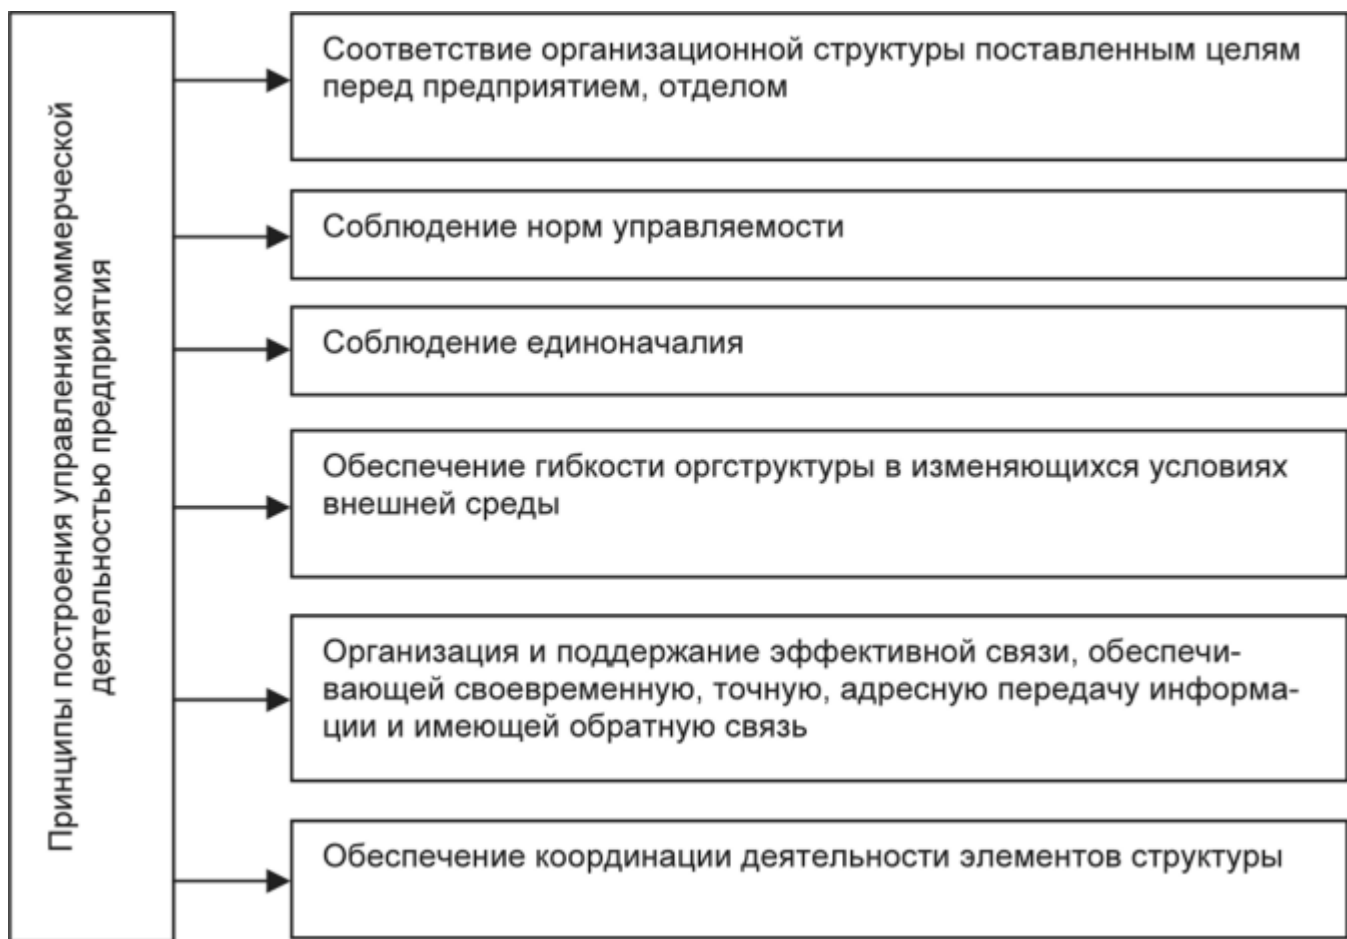 Принципы построения управления коммерческой
деятельностью предприятия
Соответствие организационной структуры поставленным целям
перед предприятием, отделом
Соблюдение норм управляемости
Соблюдение единоначалия
Обеспечение гибкости оргструктуры в изменяющихся условиях
внешней среды
Организация и поддержание эффективной связи, обеспечи-
вающей своевременную, точную, адресную передачу информа-
ции и имеющей обратную связь
Обеспечение координации деятельности элементов структуры